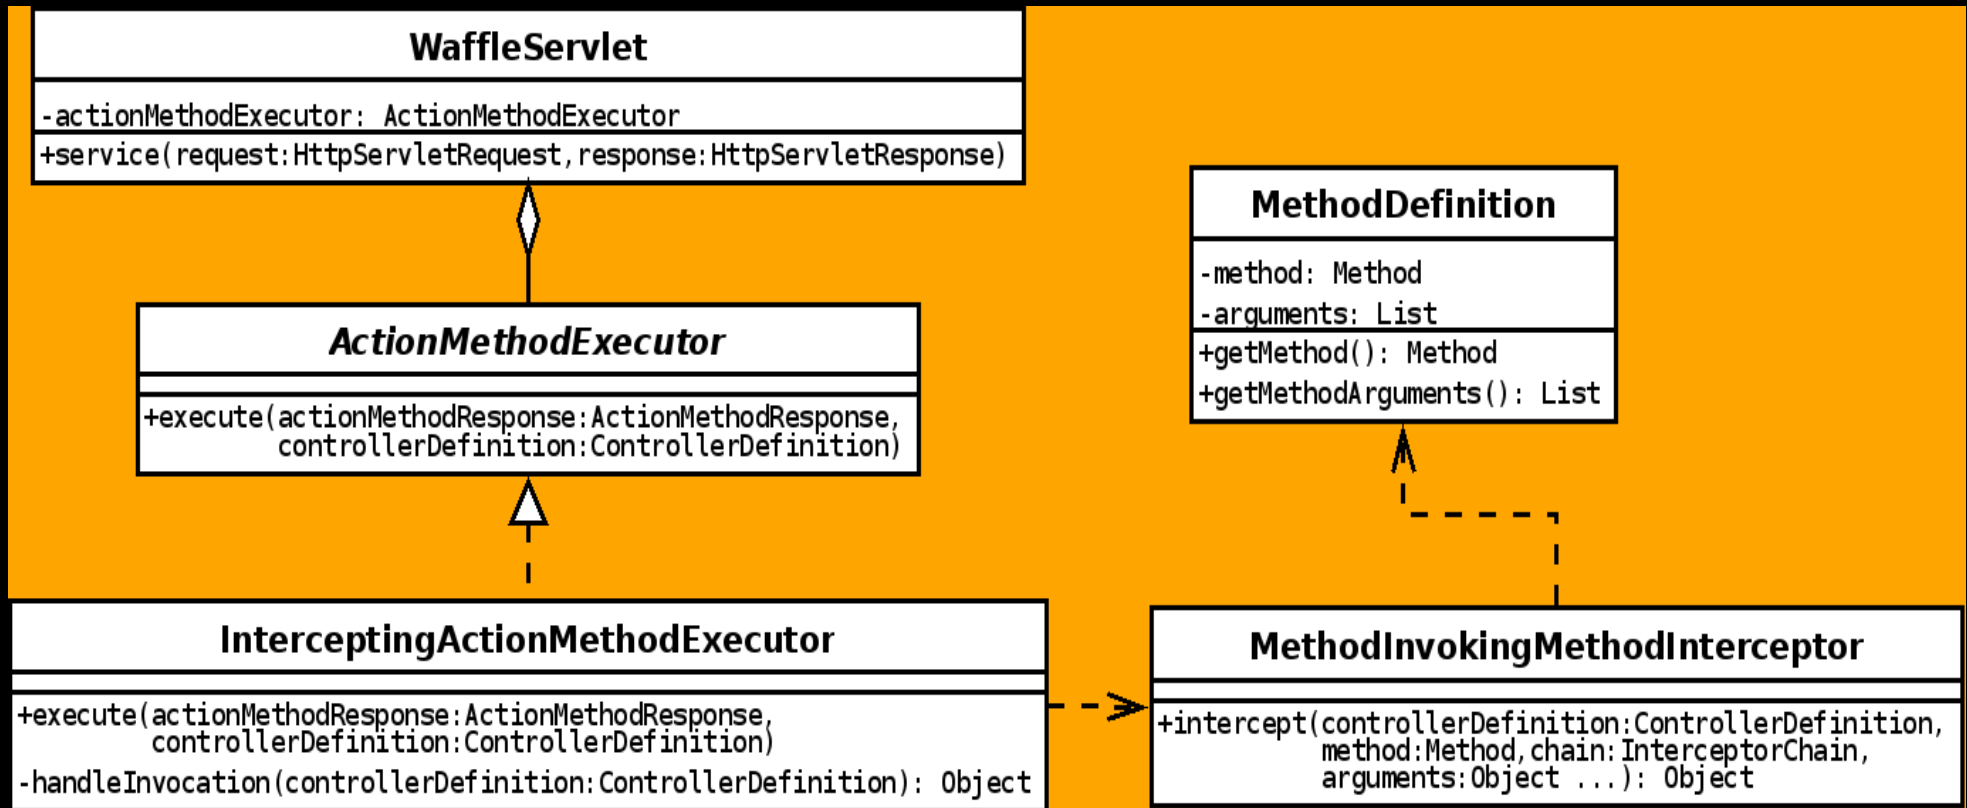 WaffleServlet
-actionMethodExecutor: ActionMethodExecutor
+service(request:HttpServletRequest,response:HttpServletResponse)
MethodDefinition
-method: Method
-arguments: List
+getMethod(): Method
+getMethodArguments(): List
ActionMethodExecutor
+execute(actionMethodResponse:ActionMethodResponse,
controllerDefinition:ControllerDefinition)
InterceptingActionMethodExecutor
+execute(actionMethodResponse:ActionMethodResponse,
controllerDefinition:ControllerDefinition)
-handleInvocation(controllerDefinition:ControllerDefinition): Object
MethodInvokingMethodInterceptor
+intercept(controllerDefinition:ControllerDefinition,
method:Method,chain:InterceptorChain,
arguments:Object ...): Object